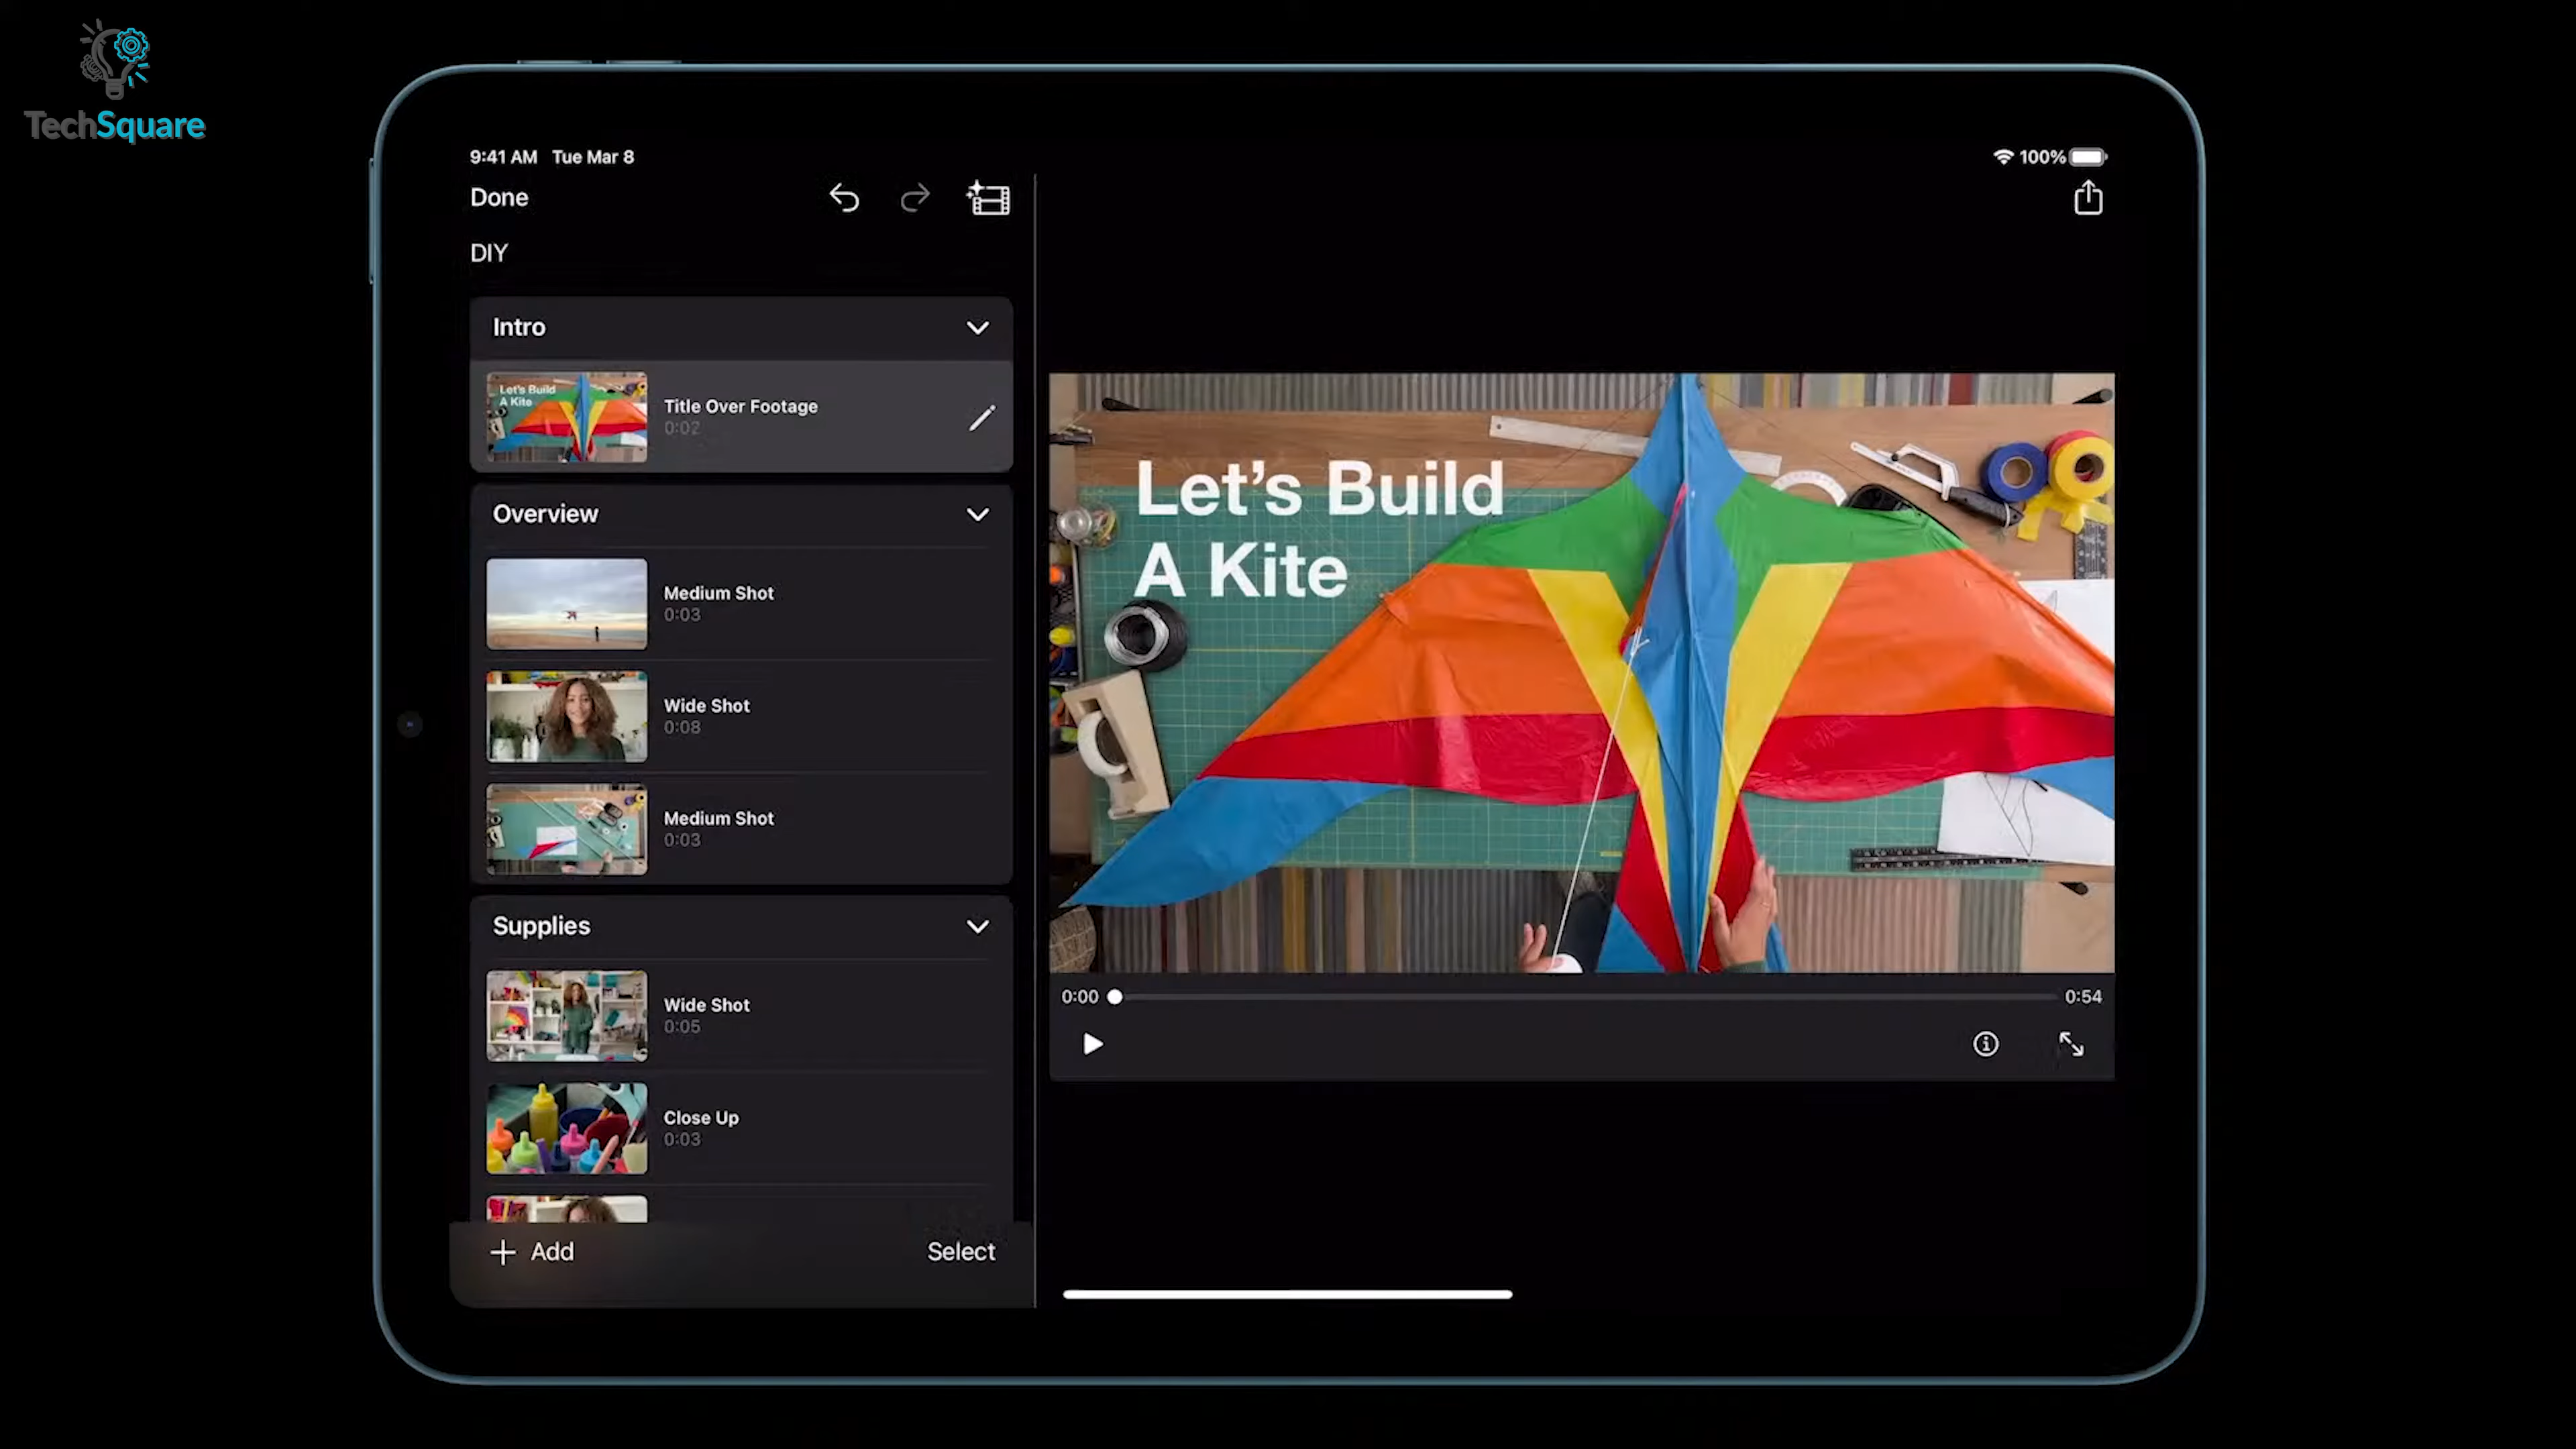 TechSquare
9:41 AM Tue Mar 8
100%
Done
DIY
Intro
Let's Build
A Kite
Title Over Footage
0:02
Overview
Medium Shot
0:03
Wide Shot
0:08
Medium Shot
0:03
Supplies
Wide Shot
0:05
Close Up
0:03
+ Add
Select
Let's Build
A Kite
0:00
0:54